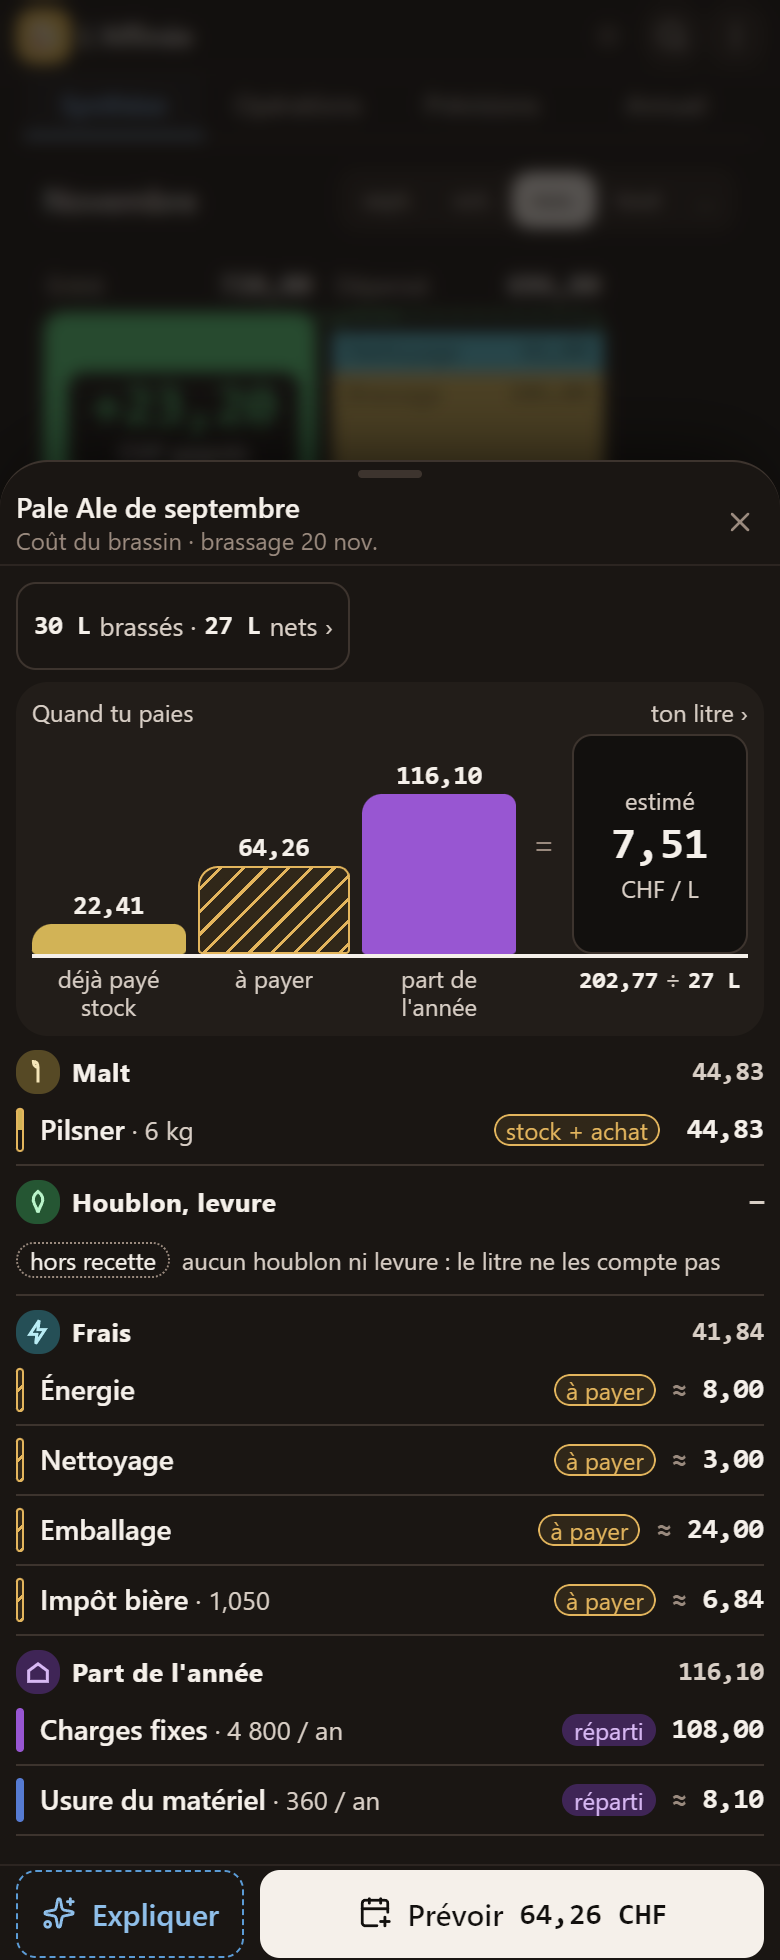 Novembre
+23,20
Pale Ale de septembre
Coût du brassin · brassage 20 nov.
30 L brassés · 27 L nets ›
Quand tu paies
ton litre ›
116,10
64,26
22,41
=
estimé
7,51
CHF / L
déjà payé
stock
à payer
part de
l'année
202,77 ÷ 27 L
Malt 44,83
Pilsner · 6 kg stock + achat 44,83
Houblon, levure –
hors recette aucun houblon ni levure : le litre ne les compte pas
Frais 41,84
Énergie à payer ≈ 8,00
Nettoyage à payer ≈ 3,00
Emballage à payer ≈ 24,00
Impôt bière · 1,050 à payer ≈ 6,84
Part de l'année 116,10
Charges fixes · 4 800 / an réparti 108,00
Usure du matériel · 360 / an réparti ≈ 8,10
Expliquer
Prévoir 64,26 CHF